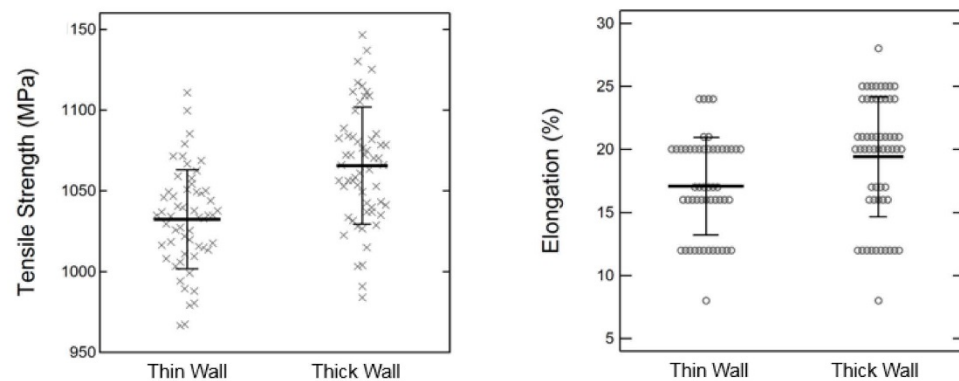 Tensile Strength (MPa)
150
1100
1050
1000
950
Thin Wall Thick Wall
Elongation (%)
30
25
20
15
10
5
Thin Wall Thick Wall